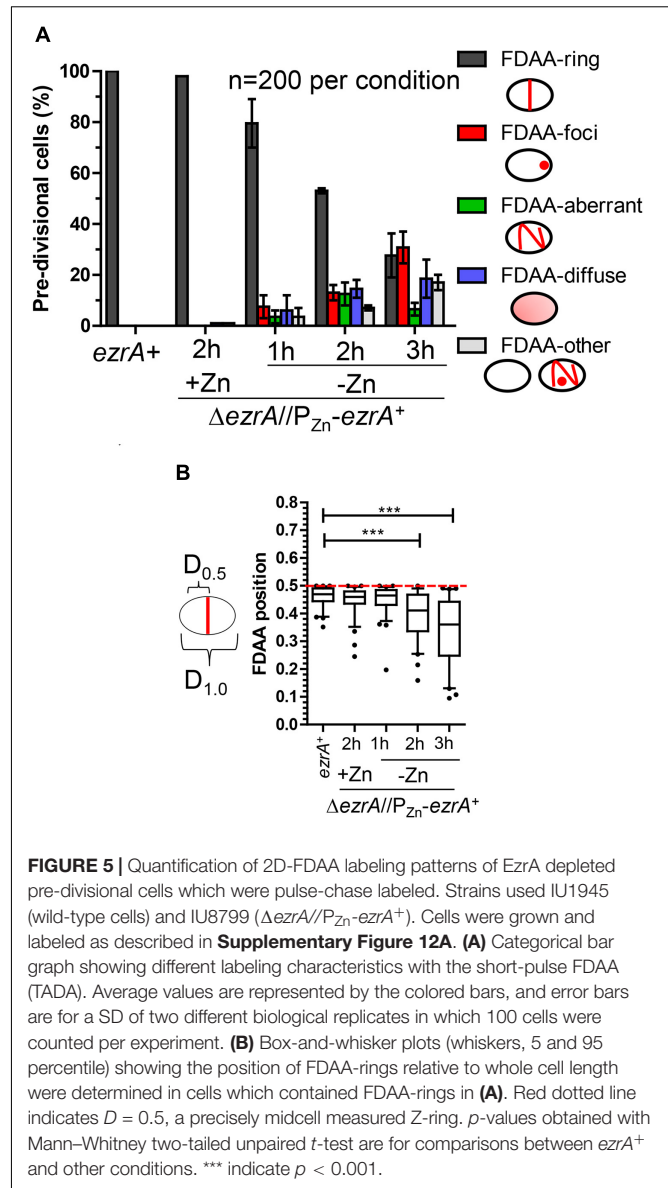 A
Pre-divisional cells (%)
100
80
60
40
20
0
n=200 per condition
ezrA+
2h
1h
2h
3h
+Zn
-Zn
ΔezrA//P_Zn-ezrA⁺
FDAA-ring
FDAA-foci
FDAA-aberrant
FDAA-diffuse
FDAA-other
B
D0.5
D1.0
FDAA position
0.8
0.7
0.6
0.5
0.4
0.3
0.2
0.1
0.0
***
***
ezrA⁺
2h
1h
2h
3h
+Zn
-Zn
ΔezrA//P_Zn-ezrA⁺
FIGURE 5 | Quantification of 2D-FDAA labeling patterns of EzrA depleted
pre-divisional cells which were pulse-chase labeled. Strains used IU1945
(wild-type cells) and IU8799 (ΔezrA//P_Zn-ezrA⁺). Cells were grown and
labeled as described in Supplementary Figure 12A. (A) Categorical bar
graph showing different labeling characteristics with the short-pulse FDAA
(TADA). Average values are represented by the colored bars, and error bars
are for a SD of two different biological replicates in which 100 cells were
counted per experiment. (B) Box-and-whisker plots (whiskers, 5 and 95
percentile) showing the position of FDAA-rings relative to whole cell length
were determined in cells which contained FDAA-rings in (A). Red dotted line
indicates D = 0.5, a precisely midcell measured Z-ring. p-values obtained with
Mann–Whitney two-tailed unpaired t-test are for comparisons between ezrA⁺
and other conditions. *** indicate p < 0.001.